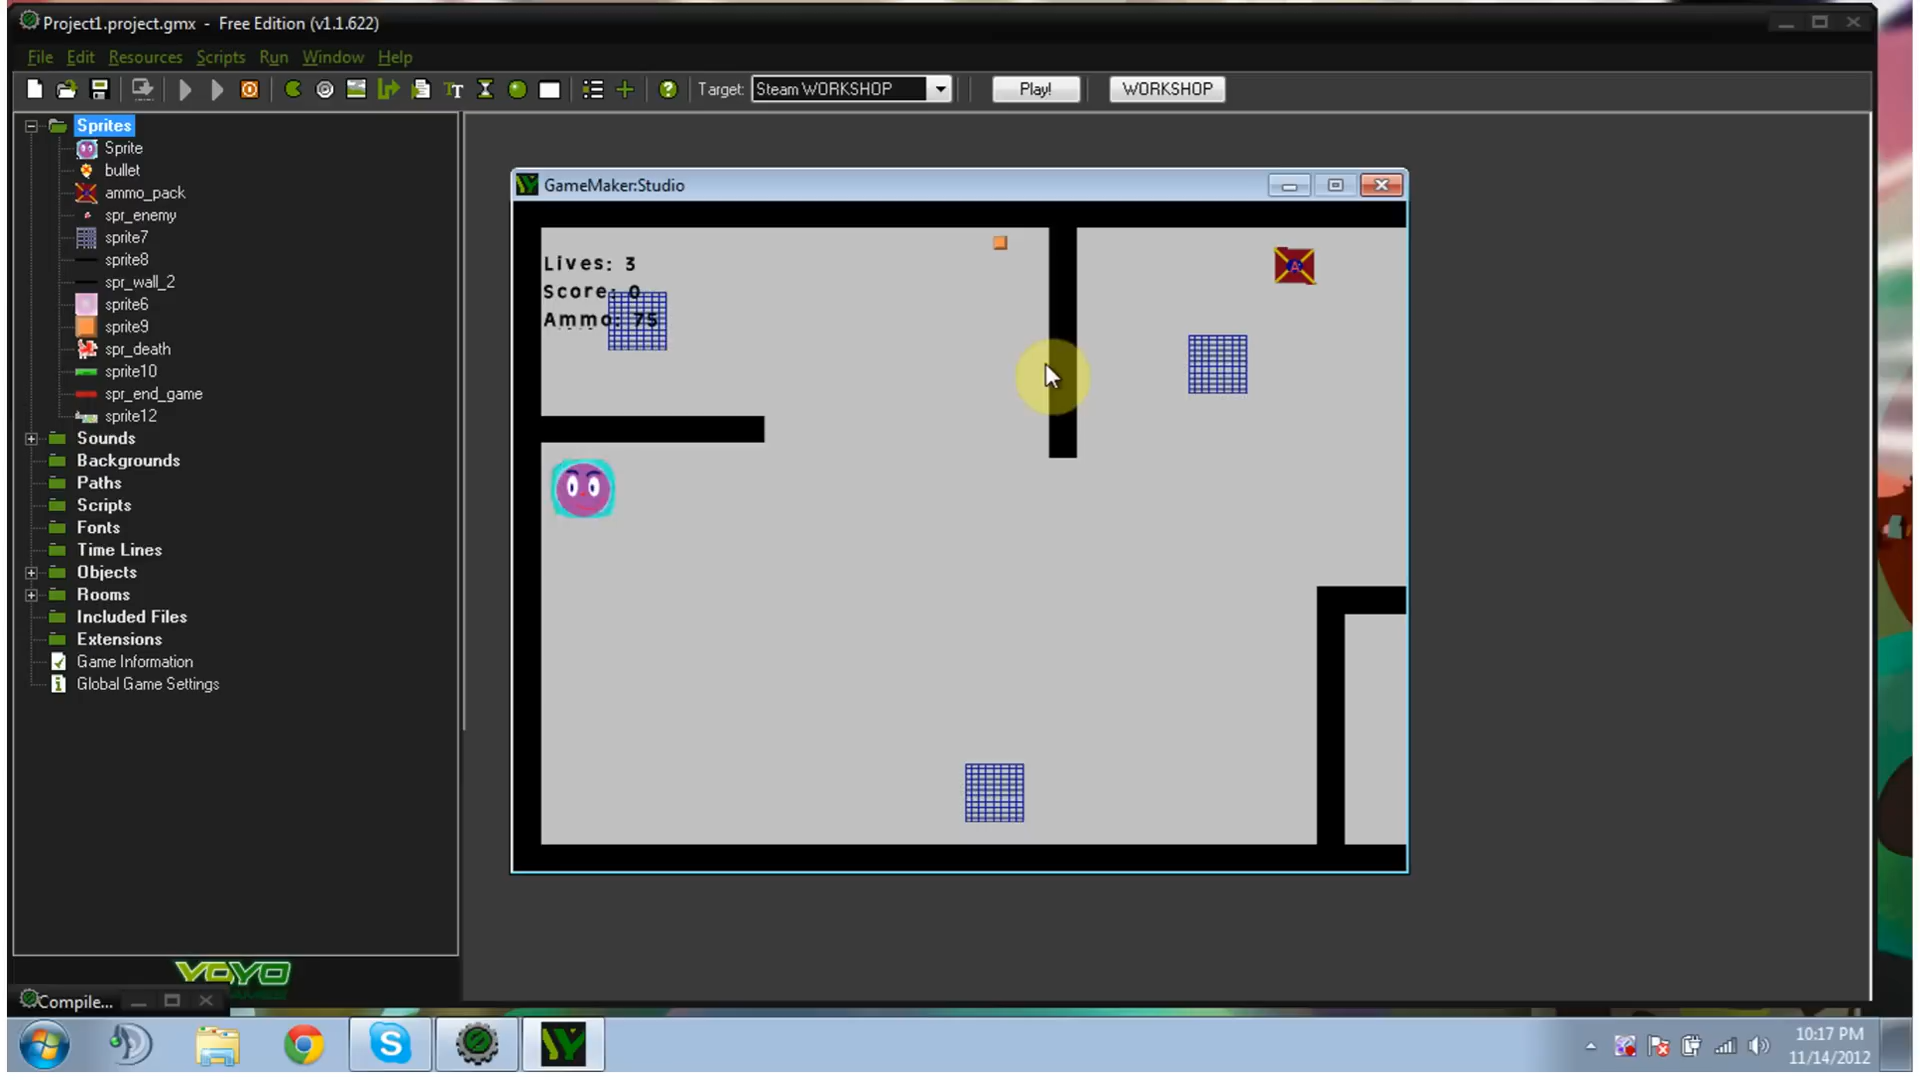 Project1.project.gmx - Free Edition (v1.1.622)
File Edit Resources Scripts Run Window Help
Target: Steam WORKSHOP Play! WORKSHOP
Sprites
Sprite
bullet
ammo_pack
spr_enemy
sprite7
sprite8
spr_wall_2
sprite6
sprite9
spr_death
sprite10
spr_end_game
sprite12
Sounds
Backgrounds
Paths
Scripts
Fonts
Time Lines
Objects
Rooms
Included Files
Extensions
Game Information
Global Game Settings
GameMaker:Studio
Lives: 3
Score: 0
Ammo: 75
YOYO
Compile...
10:17 PM
11/14/2012